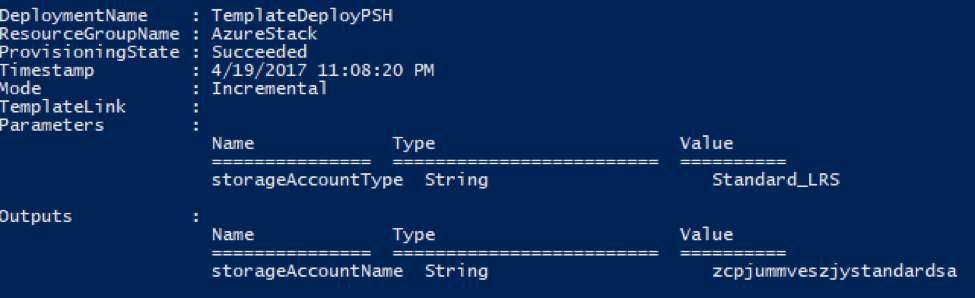 DeploymentName : TemplateDeployPSH
ResourceGroupName : AzureStack
ProvisioningState : Succeeded
Timestamp : 4/19/2017 11:08:20 PM
Mode : Incremental
TemplateLink :
Parameters :
Name Type Value
=============== ========================= ==========
storageAccountType String Standard_LRS
Outputs :
Name Type Value
=============== ========================= ==========
storageAccountName String zcpjummveszjystandardsa